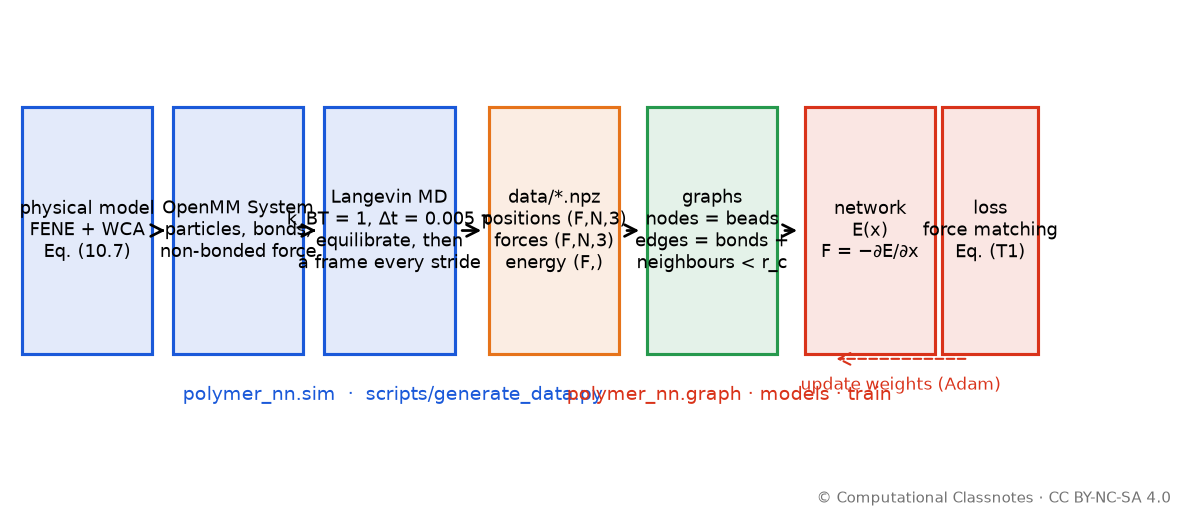 physical model
FENE + WCA
Eq. (10.7)
OpenMM System
particles, bonds,
non-bonded force
Langevin MD
k_BT = 1, Δt = 0.005 τ
equilibrate, then
a frame every stride
data/*.npz
positions (F,N,3)
forces (F,N,3)
energy (F,)
graphs
nodes = beads
edges = bonds +
neighbours < r_c
network
E(x)
F = −∂E/∂x
loss
force matching
Eq. (T1)
update weights (Adam)
polymer_nn.sim · scripts/generate_data.py
polymer_nn.graph · models · train
© Computational Classnotes · CC BY-NC-SA 4.0